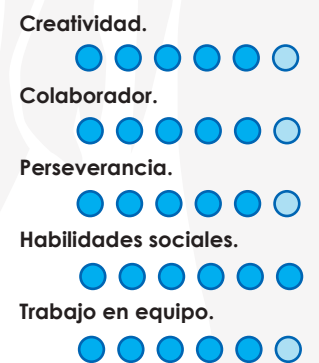 Creatividad.
Colaborador.
Perseverancia.
Habilidades sociales.
Trabajo en equipo.